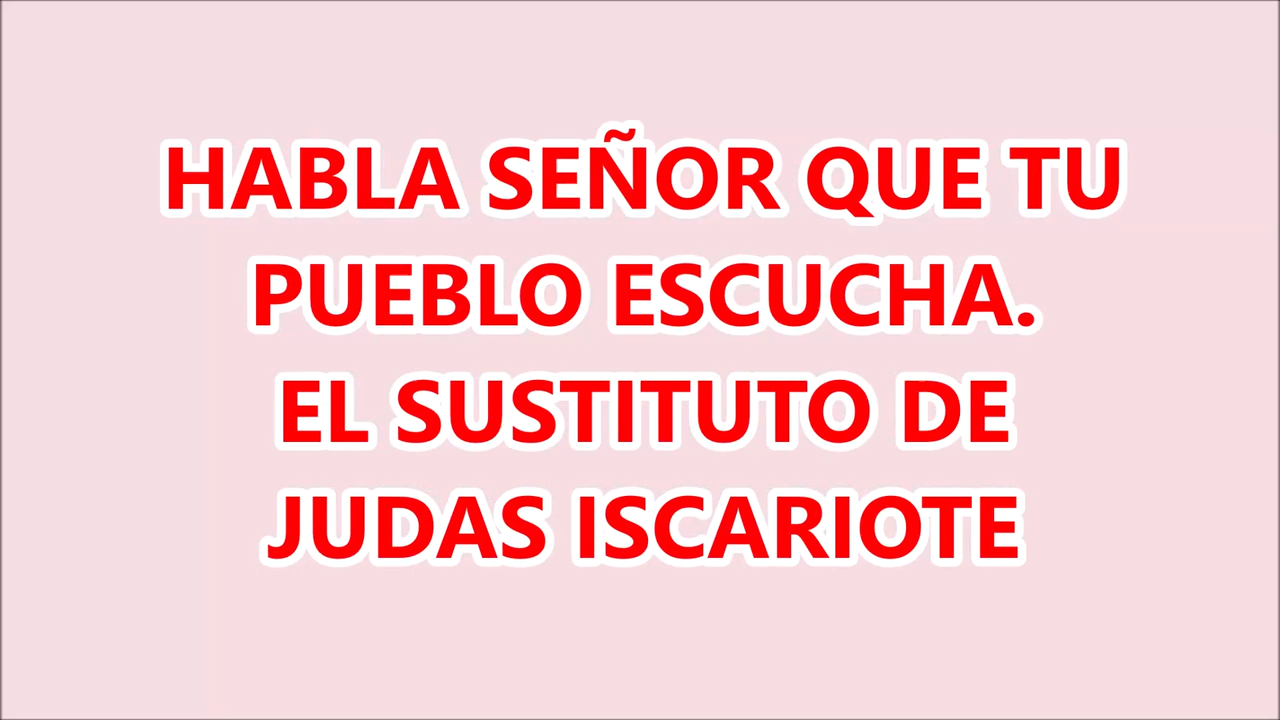 HABLA SEÑOR QUE TU
PUEBLO ESCUCHA.
EL SUSTITUTO DE
JUDAS ISCARIOTE